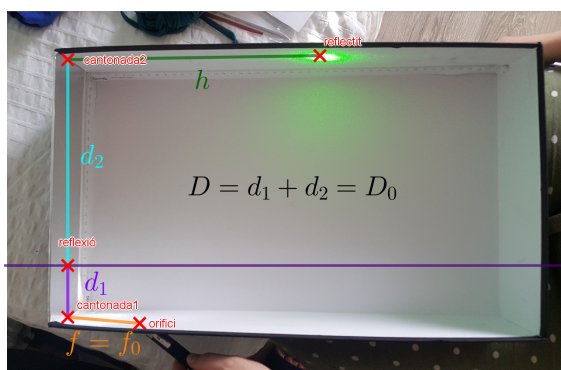 reflectit
cantonada2
h
d₂
D = d₁ + d₂ = D₀
reflexió
d₁
cantonada1
orifici
f = f₀